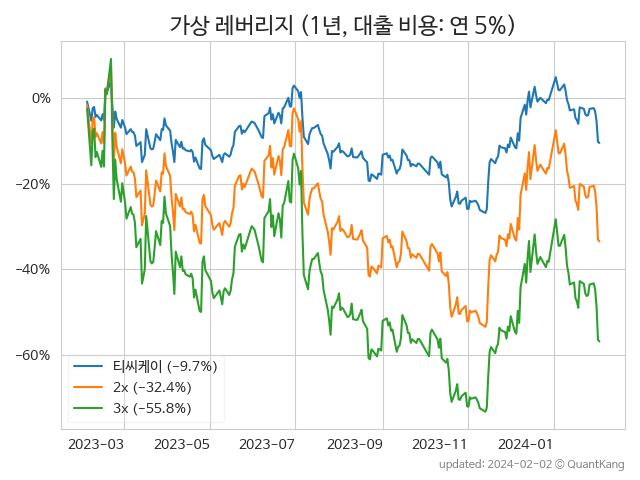 가상 레버리지 (1년, 대출 비용: 연 5%)
0%
−20%
−40%
−60%
티씨케이 (−9.7%)
2x (−32.4%)
3x (−55.8%)
2023-03 2023-05 2023-07 2023-09 2023-11 2024-01
updated: 2024-02-02 © QuantKang